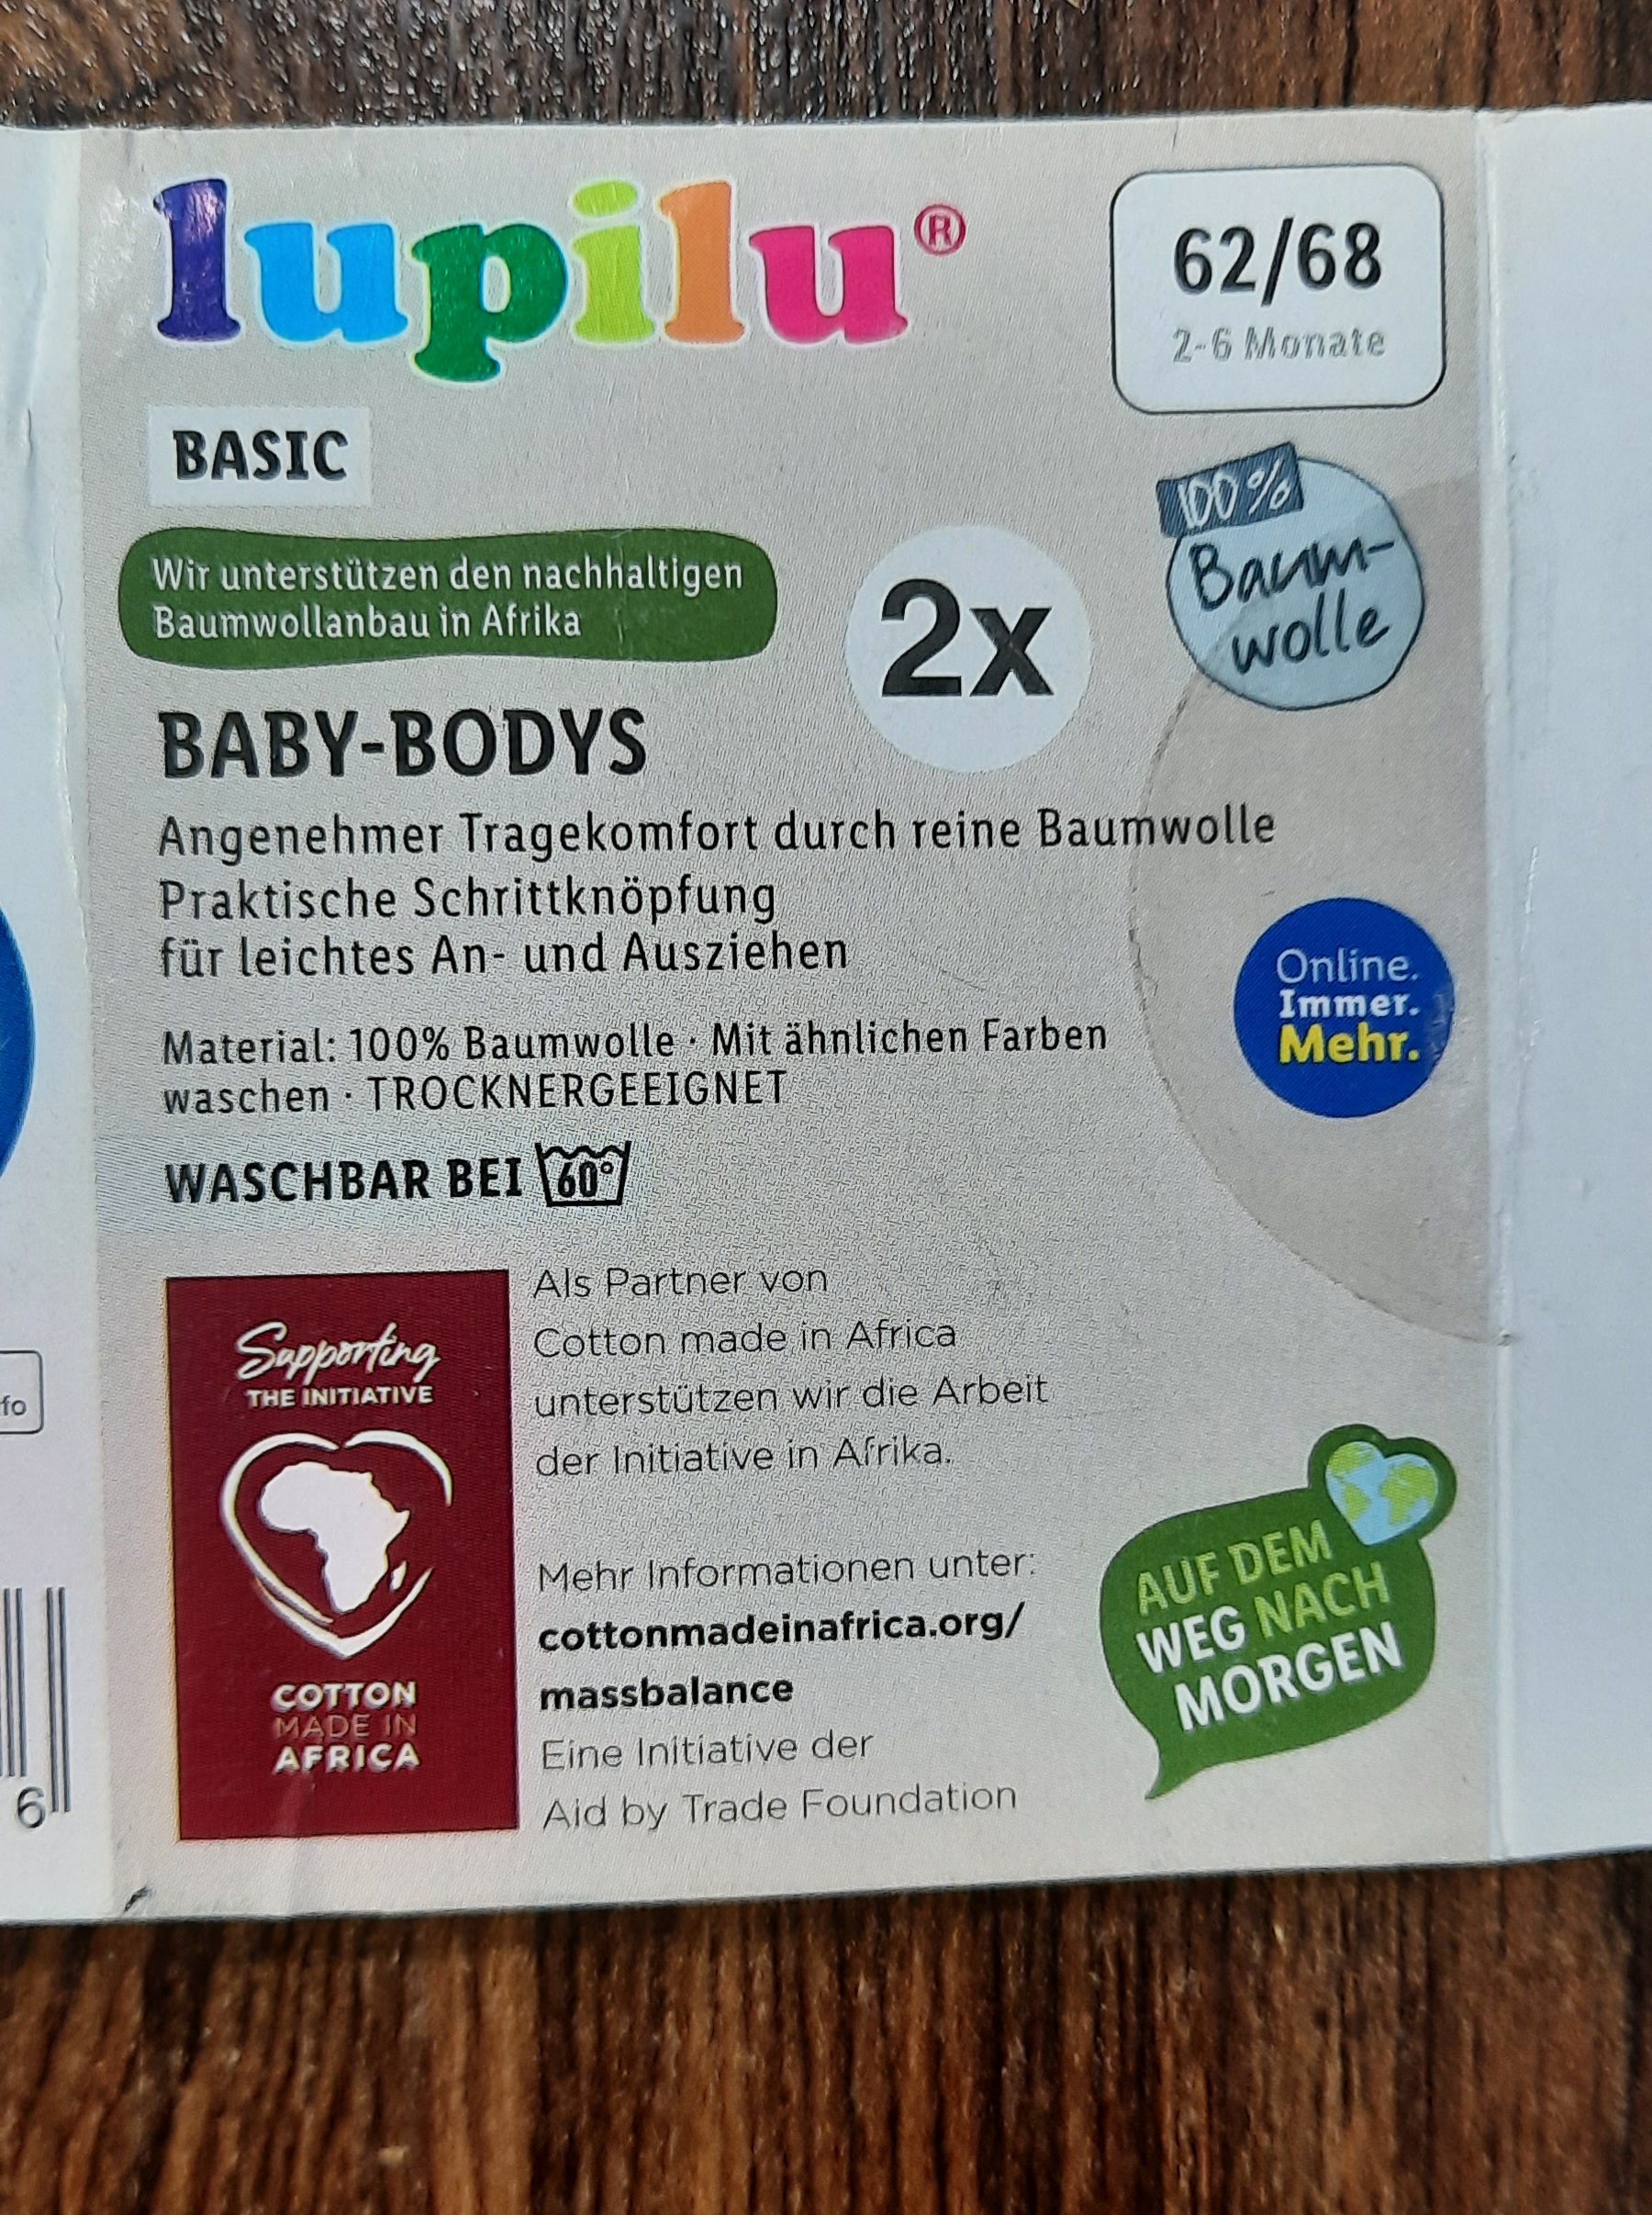 lupilu®
62/68
2-6 Monate
BASIC
100%
Baum-
wolle
Wir unterstützen den nachhaltigen
Baumwollanbau in Afrika
2x
BABY-BODYS
Angenehmer Tragekomfort durch reine Baumwolle
Praktische Schrittknöpfung
für leichtes An- und Ausziehen
Online.
Immer.
Mehr.
Material: 100% Baumwolle · Mit ähnlichen Farben
waschen · TROCKNERGEEIGNET
WASCHBAR BEI 60°
Supporting
THE INITIATIVE
COTTON
MADE IN
AFRICA
Als Partner von
Cotton made in Africa
unterstützen wir die Arbeit
der Initiative in Afrika.
Mehr Informationen unter:
cottonmadeinafrica.org/
massbalance
Eine Initiative der
Aid by Trade Foundation
AUF DEM
WEG NACH
MORGEN
fo
6